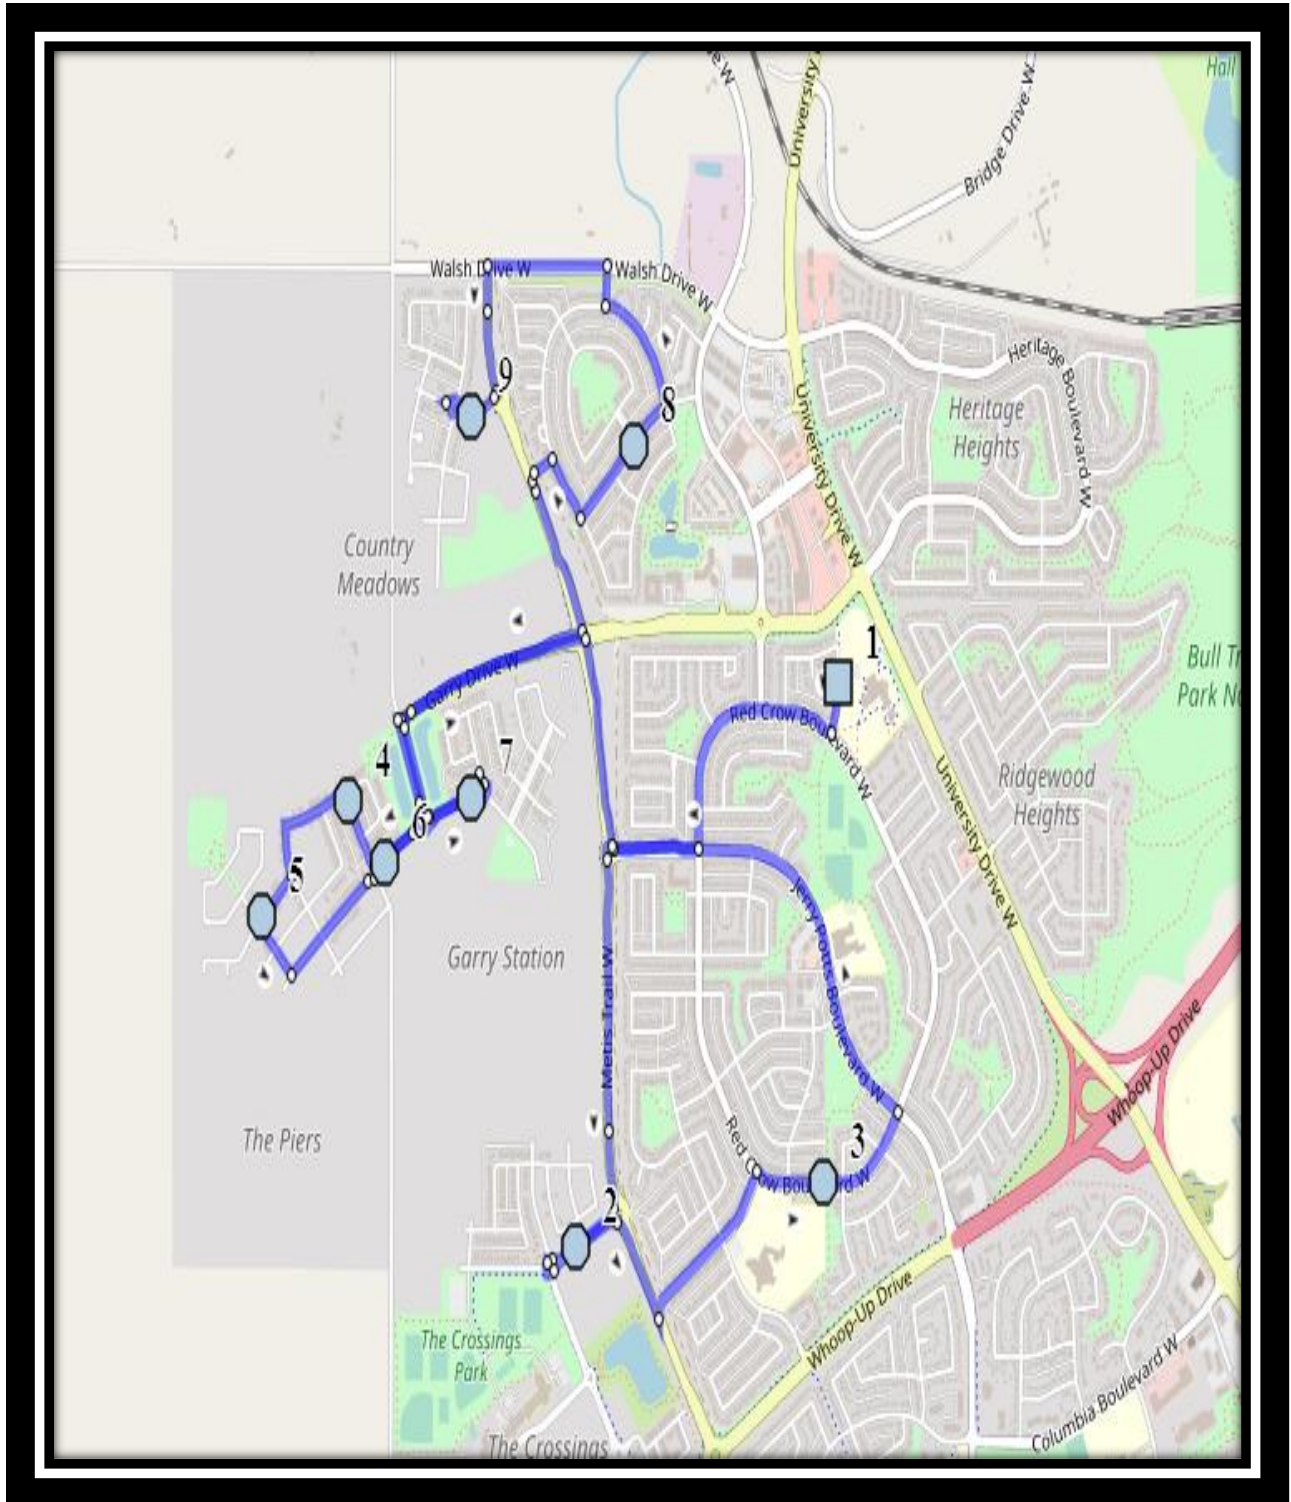 Hall
ve W
University
Bridge Drive W
Walsh Drive W
Walsh Drive W
Heritage Boulevard W
9
8
University Drive W
Heritage
Heights
Country
Meadows
1
Bull Tr
Park No
Garry Drive W
Red Crow Boulevard W
4
7
6
University Drive W
Ridgewood
Heights
5
Jerry Potts Boulevard W
Garry Station
Metis Trail W
Whoop-Up Drive
The Piers
Red Crow Boulevard W
3
2
Whoop-Up Drive
The Crossings
Park
Columbia Boulevard W
The Crossings